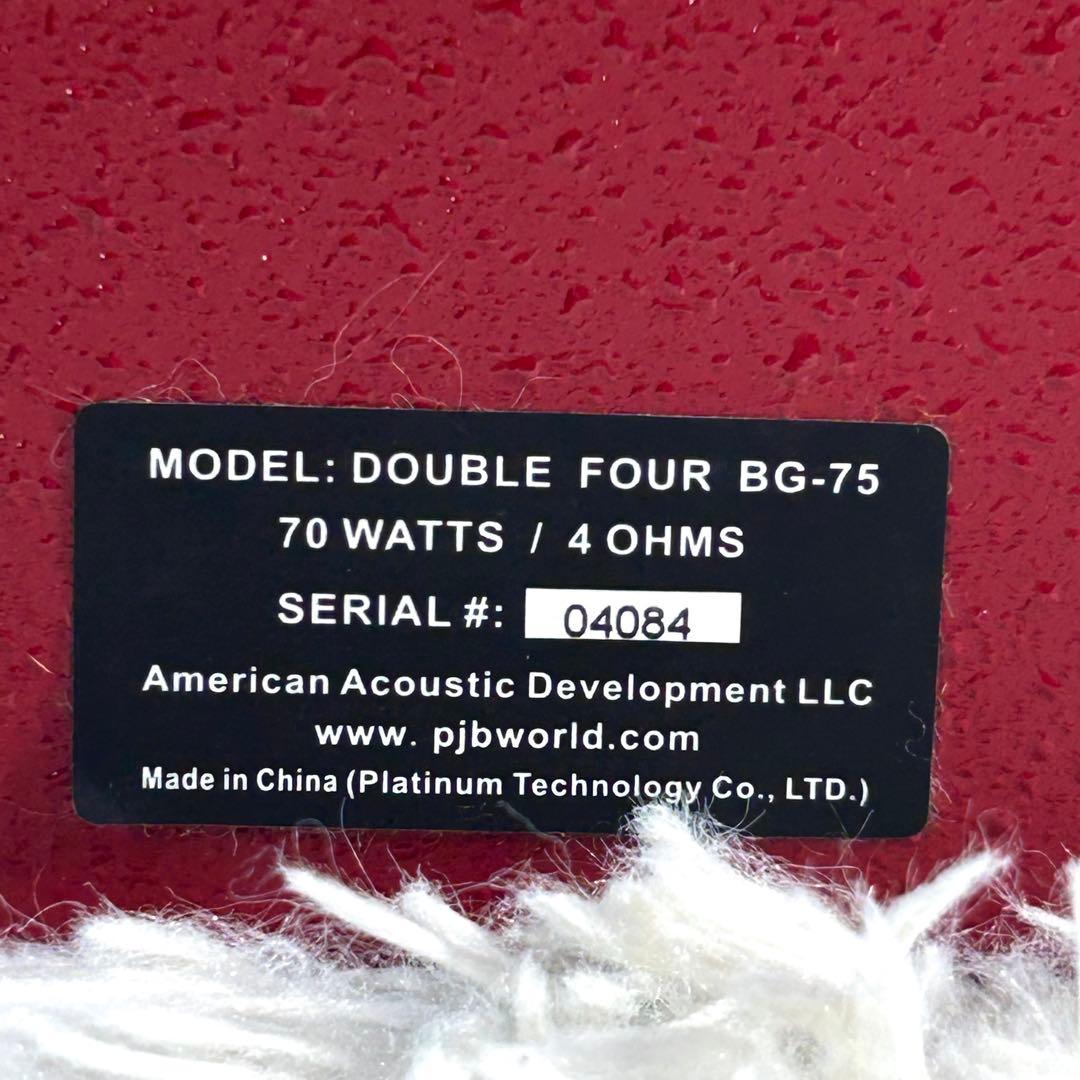 MODEL: DOUBLE FOUR BG-75
70 WATTS / 4 OHMS
SERIAL #: 04084
American Acoustic Development LLC
www. pjbworld.com
Made in China (Platinum Technology Co., LTD.)